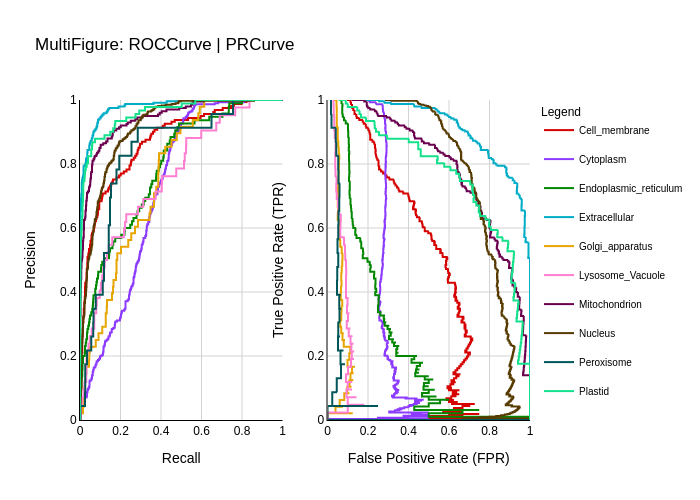 MultiFigure: ROCCurve | PRCurve
Precision
1
0.8
0.6
0.4
0.2
0
0
0.2
0.4
0.6
0.8
1
Recall
True Positive Rate (TPR)
1
0.8
0.6
0.4
0.2
0
0
0.2
0.4
0.6
0.8
1
False Positive Rate (FPR)
Legend
Cell_membrane
Cytoplasm
Endoplasmic_reticulum
Extracellular
Golgi_apparatus
Lysosome_Vacuole
Mitochondrion
Nucleus
Peroxisome
Plastid